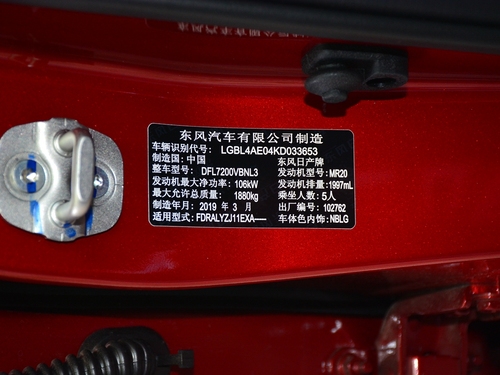 东风汽车有限公司制造
车辆识别代号: LGBL4AE04KD033653
制造国: 中国 东风日产牌
整车型号: DFL7200VBNL3 发动机型号: MR20
发动机最大净功率: 106kW 发动机排量: 1997mL
最大允许总质量: 1880kg 乘坐人数: 5人
制造年月: 2019 年 3 月 出厂编号: 102762
适用型式: FDRALYZJ11EXA── 车体色内饰: NBLG